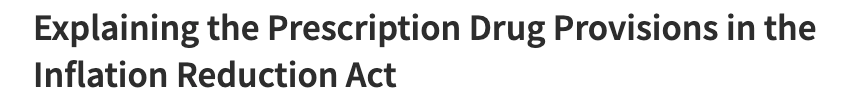 Explaining the Prescription Drug Provisions in the
Inflation Reduction Act